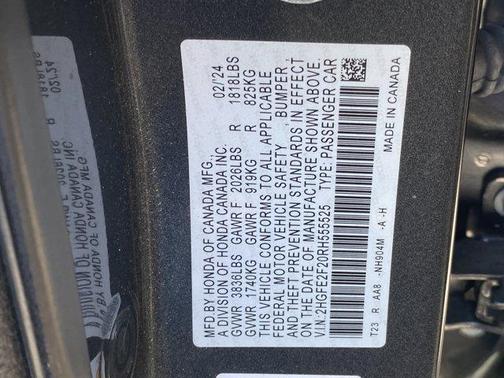 MFD.BY HONDA OF CANADA MFG. 02/'24
A DIVISION OF HONDA CANADA INC.
GVWR 3836LBS GAWR F 2026LBS R 1818LBS
GVWR 1740KG GAWR F 919KG R 825KG
THIS VEHICLE CONFORMS TO ALL APPLICABLE
FEDERAL MOTOR VEHICLE SAFETY BUMPER
THEFT PREVENTION STANDARDS IN EFFECT
ON THE DATE OF MANUFACTURE SHOWN ABOVE.
V.I.N:2HGFE2F20RH555525 TYPE: PASSENGER CAR
T23 R AA8 -NH904M -A -H MADE IN CANADA
02/'24